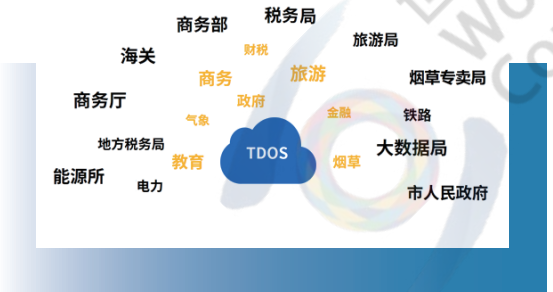 税务局
商务部
旅游局
财税
海关
旅游
商务
烟草专卖局
商务厅
政府
金融
铁路
气象
地方税务局
大数据局
TDOS
教育
烟草
能源所
电力
市人民政府